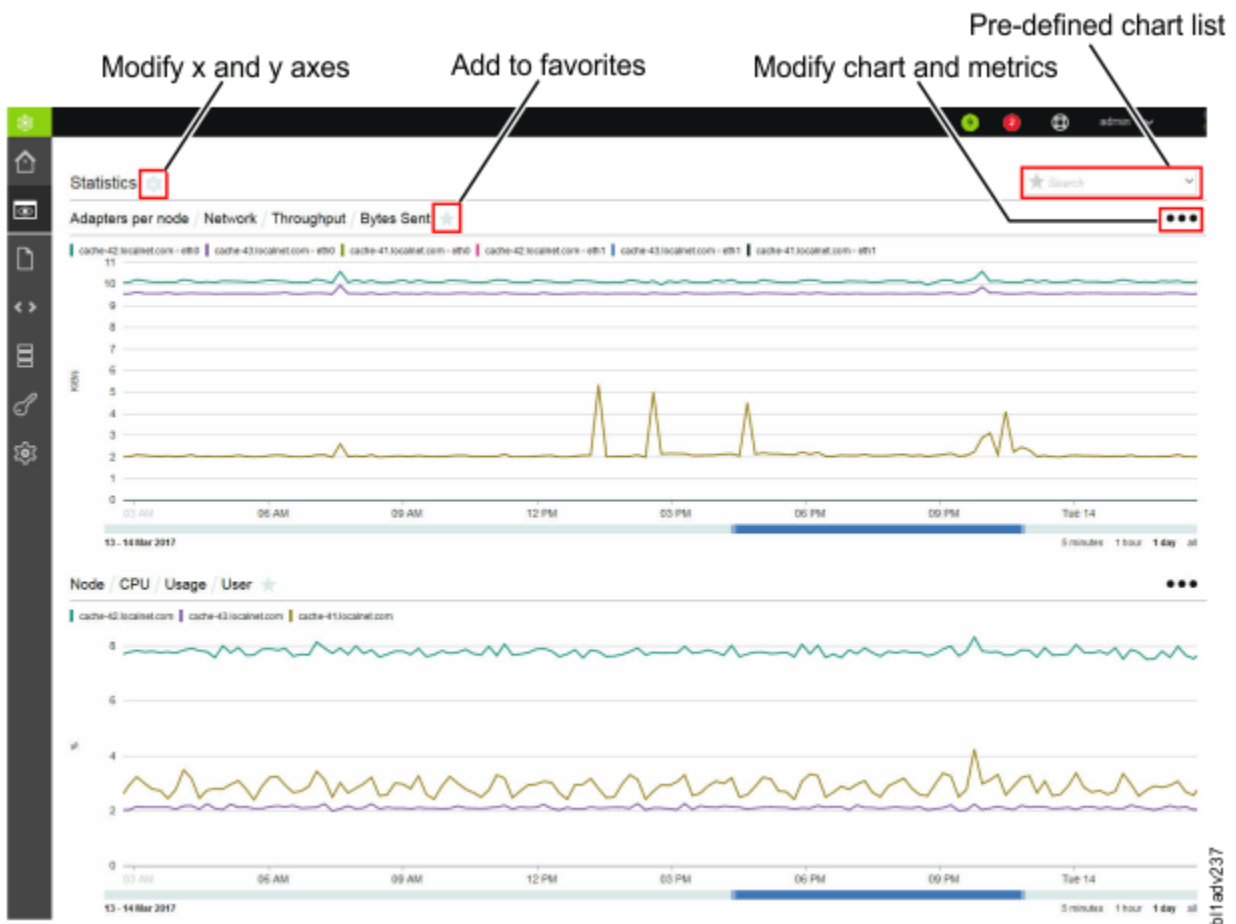 Pre-defined chart list
Modify x and y axes
Add to favorites
Modify chart and metrics
admin
Statistics
Search
Adapters per node / Network / Throughput / Bytes Sent
cache-42.localnet.com - eth0 cache-43.localnet.com - eth0 cache-41.localnet.com - eth0 cache-42.localnet.com - eth1 cache-43.localnet.com - eth1 cache-41.localnet.com - eth1
11
10
9
8
7
6
5
4
3
2
1
0
03 AM 06 AM 09 AM 12 PM 03 PM 06 PM 09 PM Tue 14
13 - 14 Mar 2017 5 minutes 1 hour 1 day all
Node / CPU / Usage / User
cache-42.localnet.com cache-43.localnet.com cache-41.localnet.com
8
6
%
4
2
0
03 AM 06 AM 09 AM 12 PM 03 PM 06 PM 09 PM Tue 14
13 - 14 Mar 2017 5 minutes 1 hour 1 day all
bl1adv237